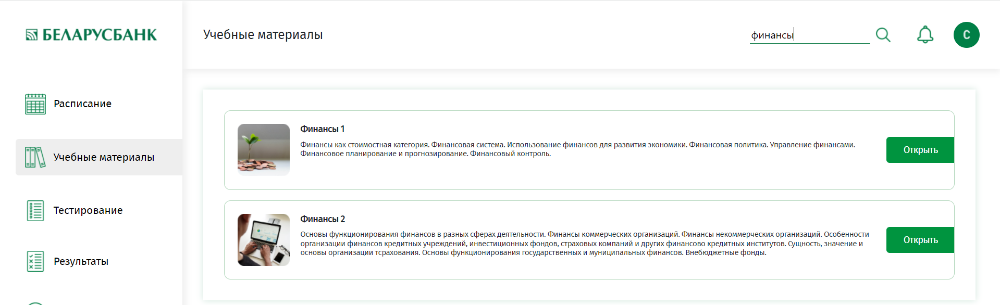 БЕЛАРУСБАНК
Учебные материалы
финансы
С
Расписание
Учебные материалы
Тестирование
Результаты
Финансы 1
Финансы как стоимостная категория. Финансовая система. Использование финансов для развития экономики. Финансовая политика. Управление финансами.
Финансовое планирование и прогнозирование. Финансовый контроль.
Открыть
Финансы 2
Основы функционирования финансов в разных сферах деятельности. Финансы коммерческих организаций. Финансы некоммерческих организаций. Особенности
организации финансов кредитных учреждений, инвестиционных фондов, страховых компаний и других финансово кредитных институтов. Сущность, значение и
основы организации тсрахования. Основы функционирования государственных и муниципальных финансов. Внебюджетные фонды.
Открыть